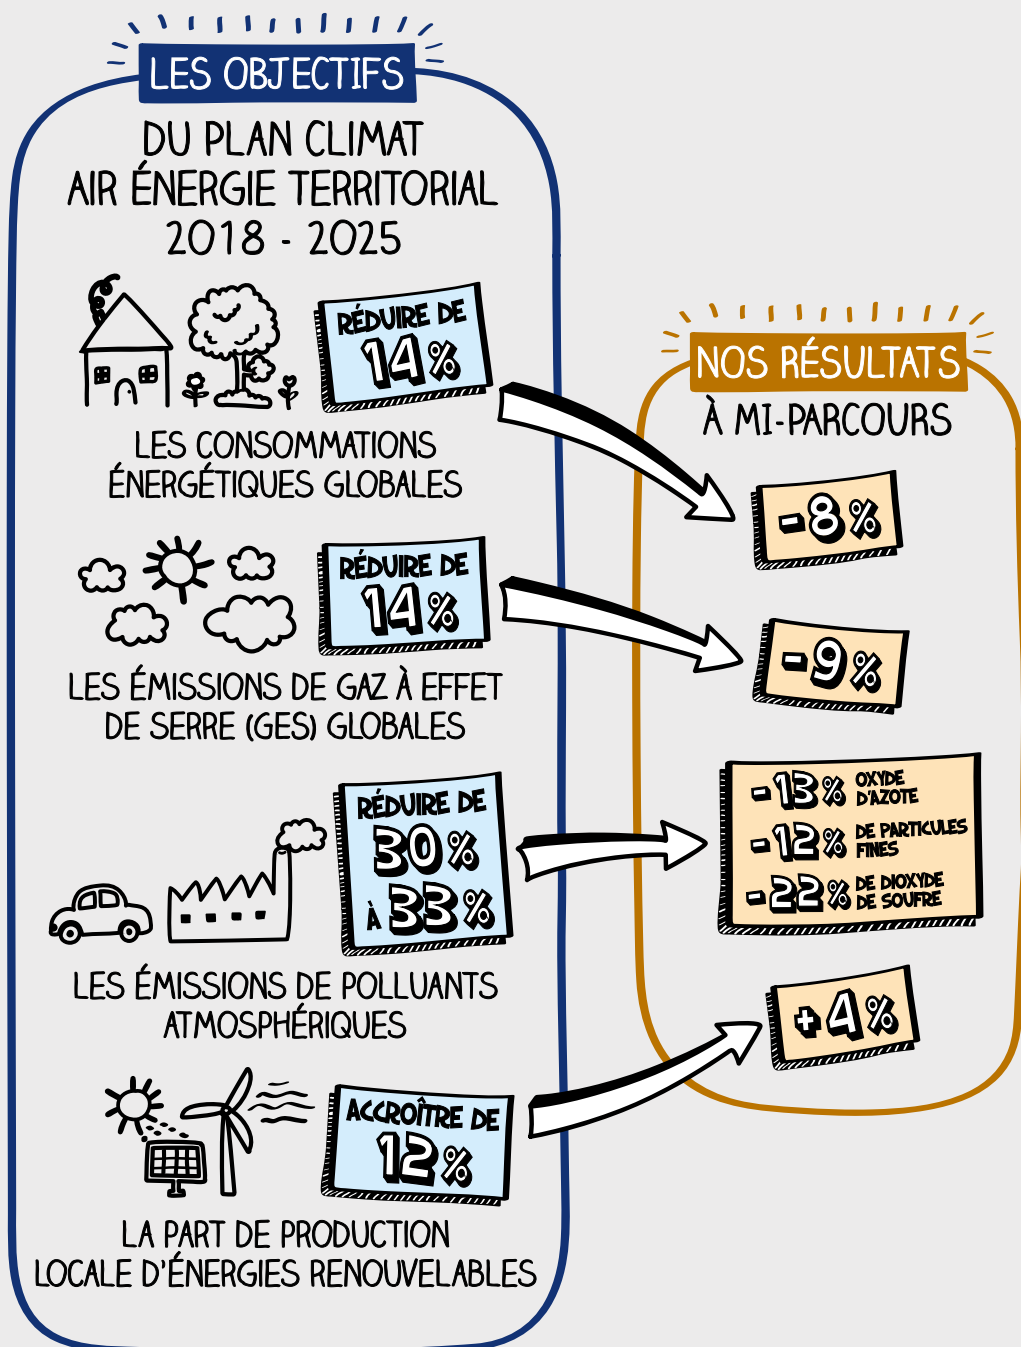 LES OBJECTIFS
DU PLAN CLIMAT
AIR ÉNERGIE TERRITORIAL
2018 - 2025
RÉDUIRE DE
14%
LES CONSOMMATIONS
ÉNERGÉTIQUES GLOBALES
RÉDUIRE DE
14%
LES ÉMISSIONS DE GAZ À EFFET
DE SERRE (GES) GLOBALES
RÉDUIRE DE
30%
À 33%
LES ÉMISSIONS DE POLLUANTS
ATMOSPHÉRIQUES
ACCROÎTRE DE
12%
LA PART DE PRODUCTION
LOCALE D'ÉNERGIES RENOUVELABLES
NOS RÉSULTATS
À MI-PARCOURS
-8%
-9%
-13% OXYDE
D'AZOTE
-12% DE PARTICULES
FINES
-22% DE DIOXYDE
DE SOUFRE
+4%